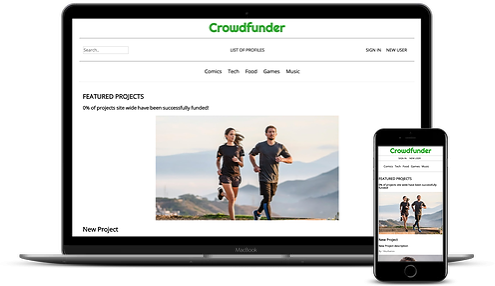 Crowdfunder
Search...
LIST OF PROFILES
SIGN IN NEW USER
Comics Tech Food Games Music
FEATURED PROJECTS
0% of projects site wide have been successfully funded!
New Project
MacBook
Crowdfunder
SIGN IN NEW USER
Comics Tech Food Games Music
FEATURED PROJECTS
0% of projects site wide have been successfully
funded!
New Project
New Project description